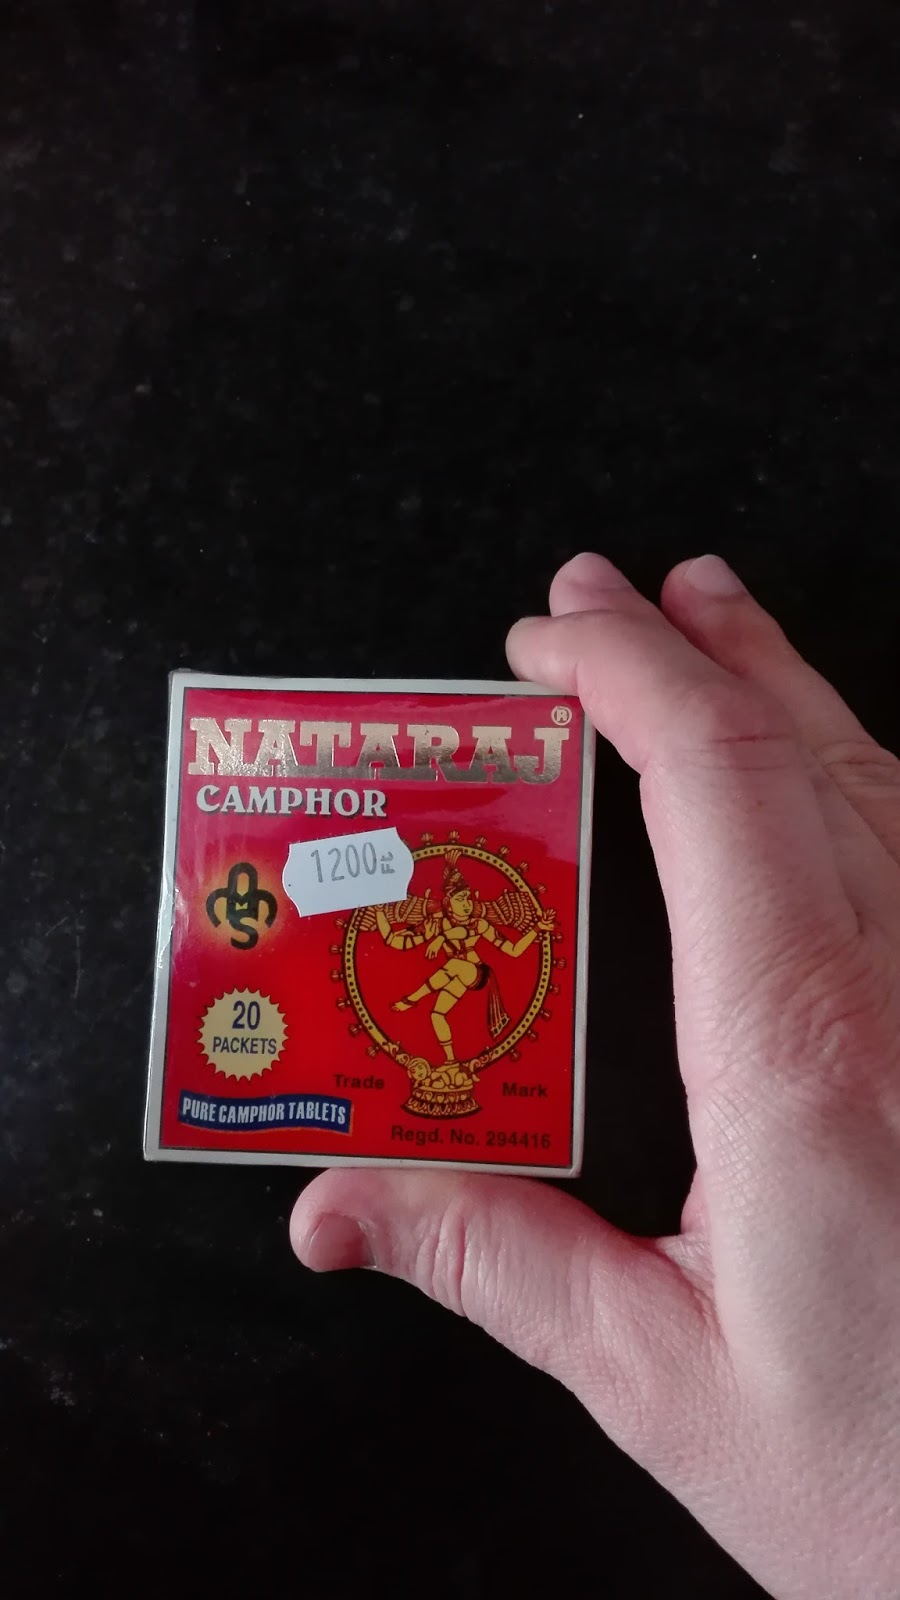 NATARAJ ®
CAMPHOR
1200 Ft
20
PACKETS
PURE CAMPHOR TABLETS
Trade Mark
Regd. No. 294416